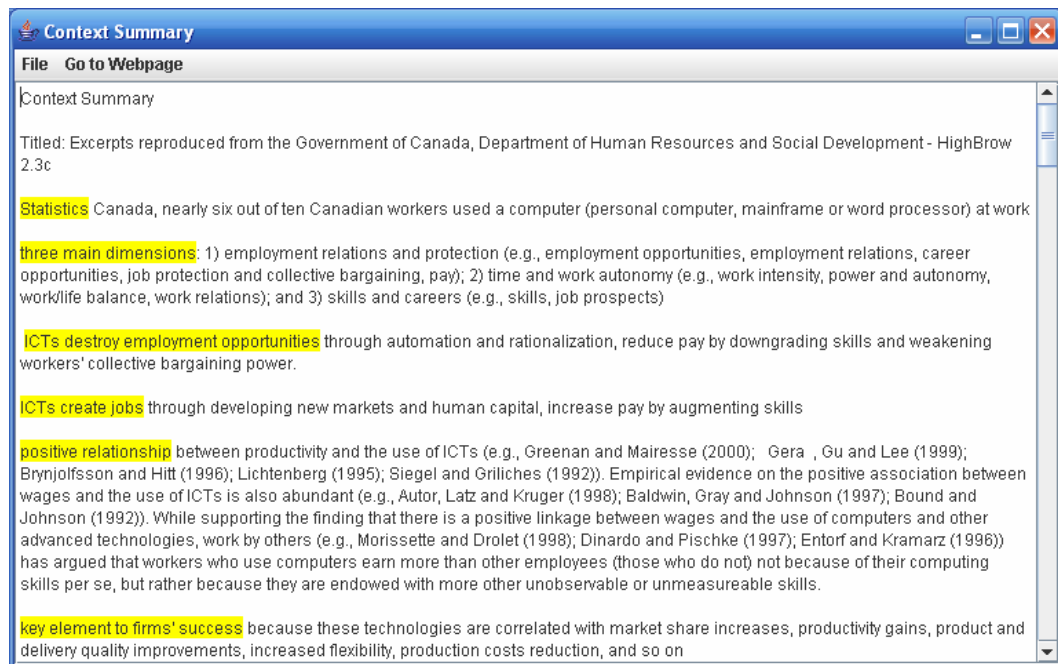 Context Summary
File Go to Webpage
Context Summary
Titled: Excerpts reproduced from the Government of Canada, Department of Human Resources and Social Development - HighBrow
2.3c
Statistics Canada, nearly six out of ten Canadian workers used a computer (personal computer, mainframe or word processor) at work
three main dimensions: 1) employment relations and protection (e.g., employment opportunities, employment relations, career
opportunities, job protection and collective bargaining, pay); 2) time and work autonomy (e.g., work intensity, power and autonomy,
work/life balance, work relations); and 3) skills and careers (e.g., skills, job prospects)
ICTs destroy employment opportunities through automation and rationalization, reduce pay by downgrading skills and weakening
workers' collective bargaining power.
ICTs create jobs through developing new markets and human capital, increase pay by augmenting skills
positive relationship between productivity and the use of ICTs (e.g., Greenan and Mairesse (2000); Gera , Gu and Lee (1999);
Brynjolfsson and Hitt (1996); Lichtenberg (1995); Siegel and Griliches (1992)). Empirical evidence on the positive association between
wages and the use of ICTs is also abundant (e.g., Autor, Latz and Kruger (1998); Baldwin, Gray and Johnson (1997); Bound and
Johnson (1992)). While supporting the finding that there is a positive linkage between wages and the use of computers and other
advanced technologies, work by others (e.g., Morissette and Drolet (1998); Dinardo and Pischke (1997); Entorf and Kramarz (1996))
has argued that workers who use computers earn more than other employees (those who do not) not because of their computing
skills per se, but rather because they are endowed with more other unobservable or unmeasureable skills.
key element to firms' success because these technologies are correlated with market share increases, productivity gains, product and
delivery quality improvements, increased flexibility, production costs reduction, and so on